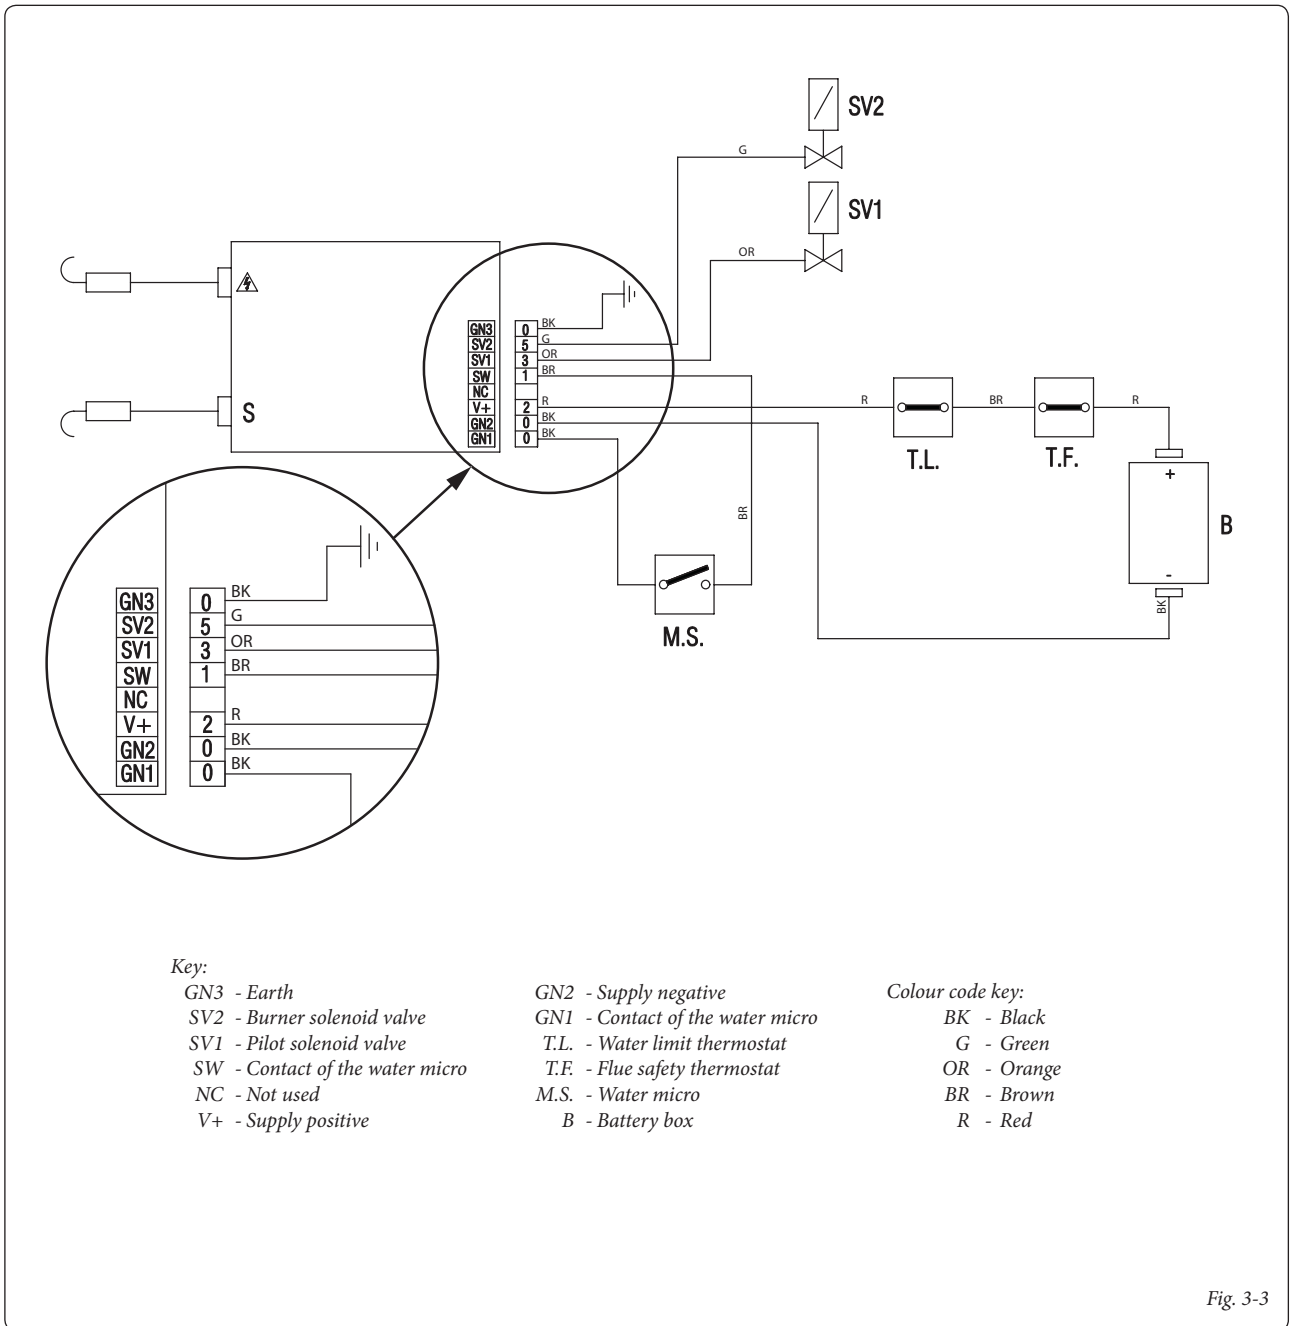 SV2
G
SV1
OR
S
GN3 0 BK
SV2 5 G
SV1 3 OR
SW 1 BR
NC
V+ 2 R
GN2 0 BK
GN1 0 BK
R
BR
R
T.L.
T.F.
+
-
B
BK
BR
M.S.
GN3 0 BK
SV2 5 G
SV1 3 OR
SW 1 BR
NC
V+ 2 R
GN2 0 BK
GN1 0 BK
Key:
GN3 - Earth
SV2 - Burner solenoid valve
SV1 - Pilot solenoid valve
SW - Contact of the water micro
NC - Not used
V+ - Supply positive
GN2 - Supply negative
GN1 - Contact of the water micro
T.L. - Water limit thermostat
T.F. - Flue safety thermostat
M.S. - Water micro
B - Battery box
Colour code key:
BK - Black
G - Green
OR - Orange
BR - Brown
R - Red
Fig. 3-3